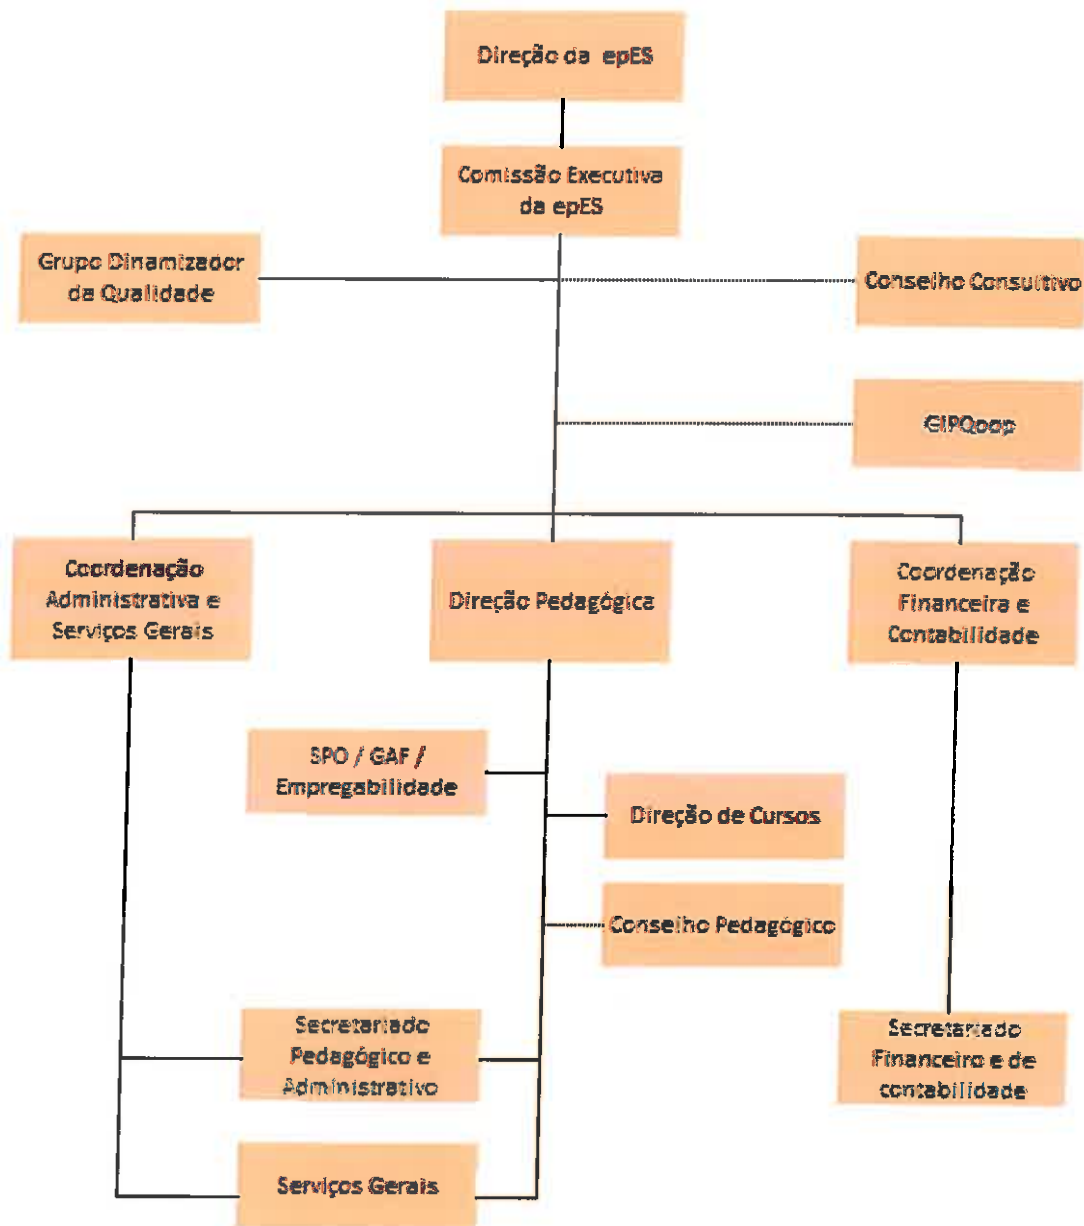 Direção da epES
Comissão Executiva
da epES
Grupo Dinamizador
da Qualidade
Conselho Consultivo
Coordenação
Administrativa e
Serviços Gerais
Direção Pedagógica
Coordenação
Financeira e
Contabilidade
SPO / GAF /
Empregabilidade
Direção de Cursos
Conselho Pedagógico
Secretariado
Pedagógico e
Administrativo
Secretariado
Financeiro e de
contabilidade
Serviços Gerais